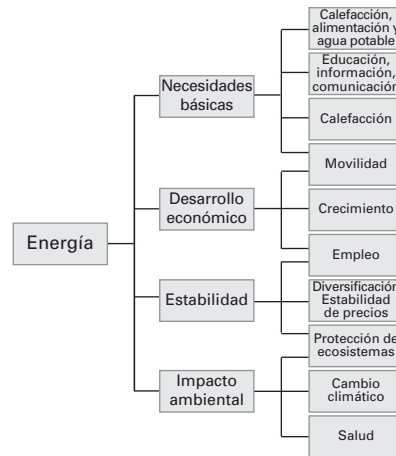 Energía
Necesidades
básicas
Desarrollo
económico
Estabilidad
Impacto
ambiental
Calefacción,
alimentación y
agua potable
Educación,
información,
comunicación
Calefacción
Movilidad
Crecimiento
Empleo
Diversificación
Estabilidad
de precios
Protección de
ecosistemas
Cambio
climático
Salud